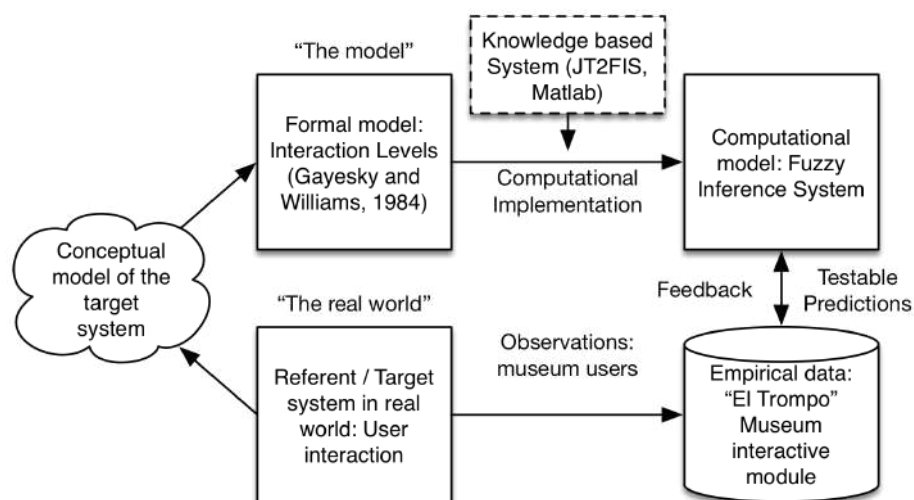 “The model”
Knowledge based
System (JT2FIS,
Matlab)
Formal model:
Interaction Levels
(Gayesky and
Williams, 1984)
Computational
Implementation
Computational
model: Fuzzy
Inference System
Conceptual
model of the
target
system
Feedback
Testable
Predictions
“The real world”
Referent / Target
system in real
world: User
interaction
Observations:
museum users
Empirical data:
“El Trompo”
Museum
interactive
module